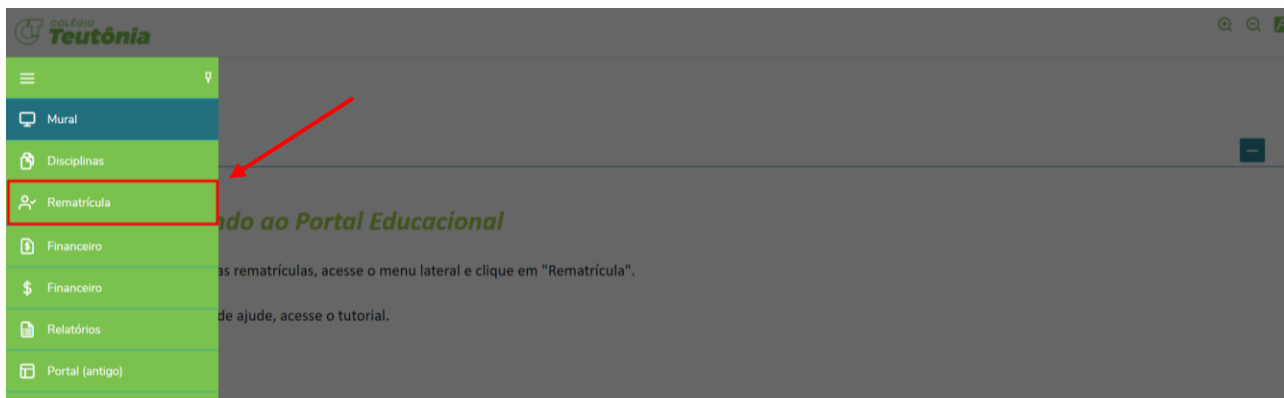 COLÉGIO
Teutônia
Mural
Disciplinas
Rematrícula
Financeiro
Financeiro
Relatórios
Portal (antigo)
ndo ao Portal Educacional
as rematrículas, acesse o menu lateral e clique em "Rematrícula".
de ajude, acesse o tutorial.